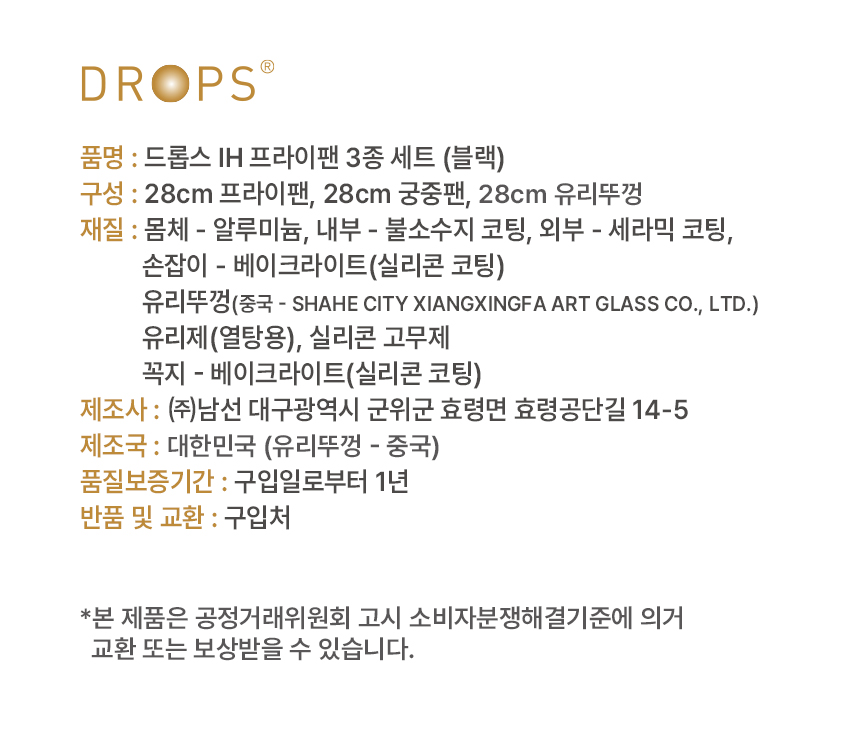 DROPS®
품명 : 드롭스 IH 프라이팬 3종 세트 (블랙)
구성 : 28cm 프라이팬, 28cm 궁중팬, 28cm 유리뚜껑
재질 : 몸체 - 알루미늄, 내부 - 불소수지 코팅, 외부 - 세라믹 코팅,
손잡이 - 베이크라이트(실리콘 코팅)
유리뚜껑(중국 - SHAHE CITY XIANGXINGFA ART GLASS CO., LTD.)
유리제(열탕용), 실리콘 고무제
꼭지 - 베이크라이트(실리콘 코팅)
제조사 : ㈜남선 대구광역시 군위군 효령면 효령공단길 14-5
제조국 : 대한민국 (유리뚜껑 - 중국)
품질보증기간 : 구입일로부터 1년
반품 및 교환 : 구입처
*본 제품은 공정거래위원회 고시 소비자분쟁해결기준에 의거
교환 또는 보상받을 수 있습니다.